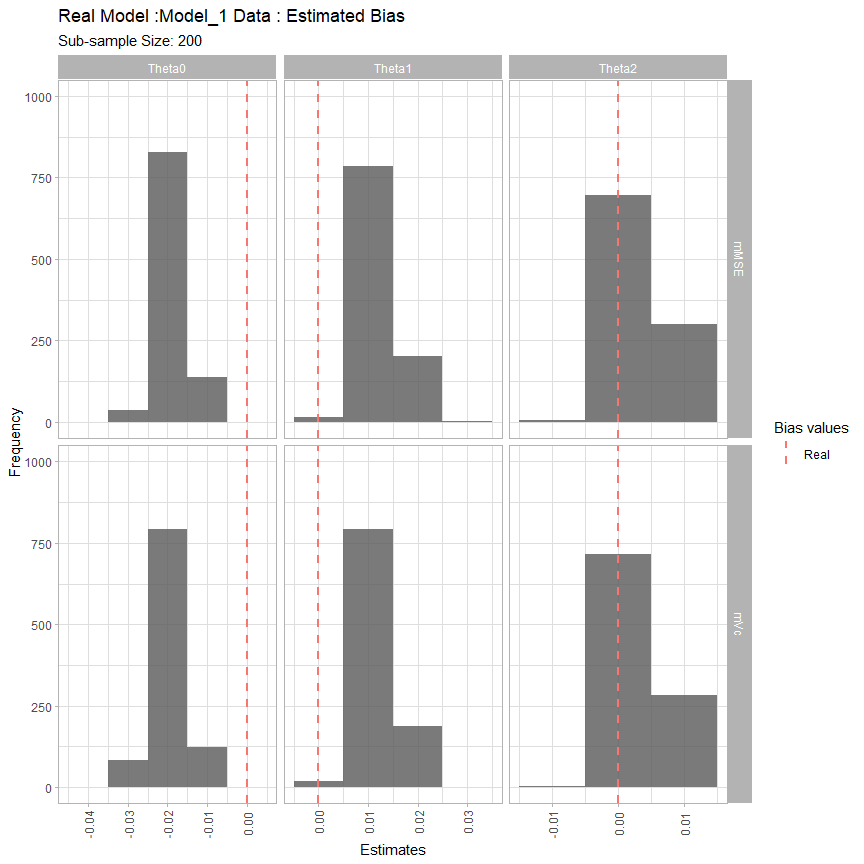 Real Model :Model_1 Data : Estimated Bias
Sub-sample Size: 200
Theta0 Theta1 Theta2
1000
750
500
250
0
mMSE
Frequency
1000
750
500
250
0
mVc
-0.04 -0.03 -0.02 -0.01 0.00 0.00 0.01 0.02 0.03 -0.01 0.00 0.01
Estimates
Bias values
Real